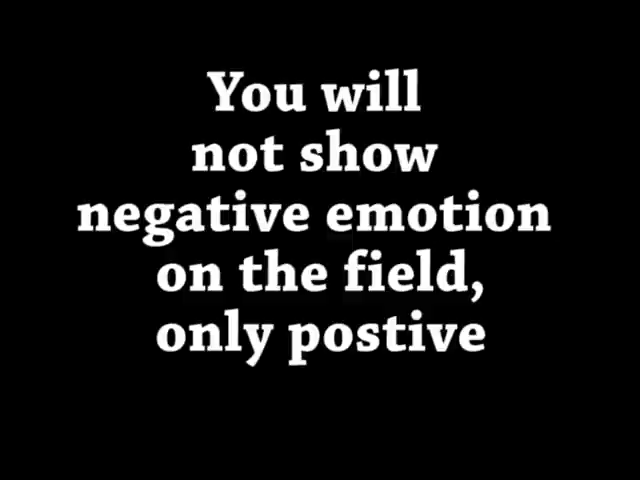 You will
not show
negative emotion
on the field,
only postive